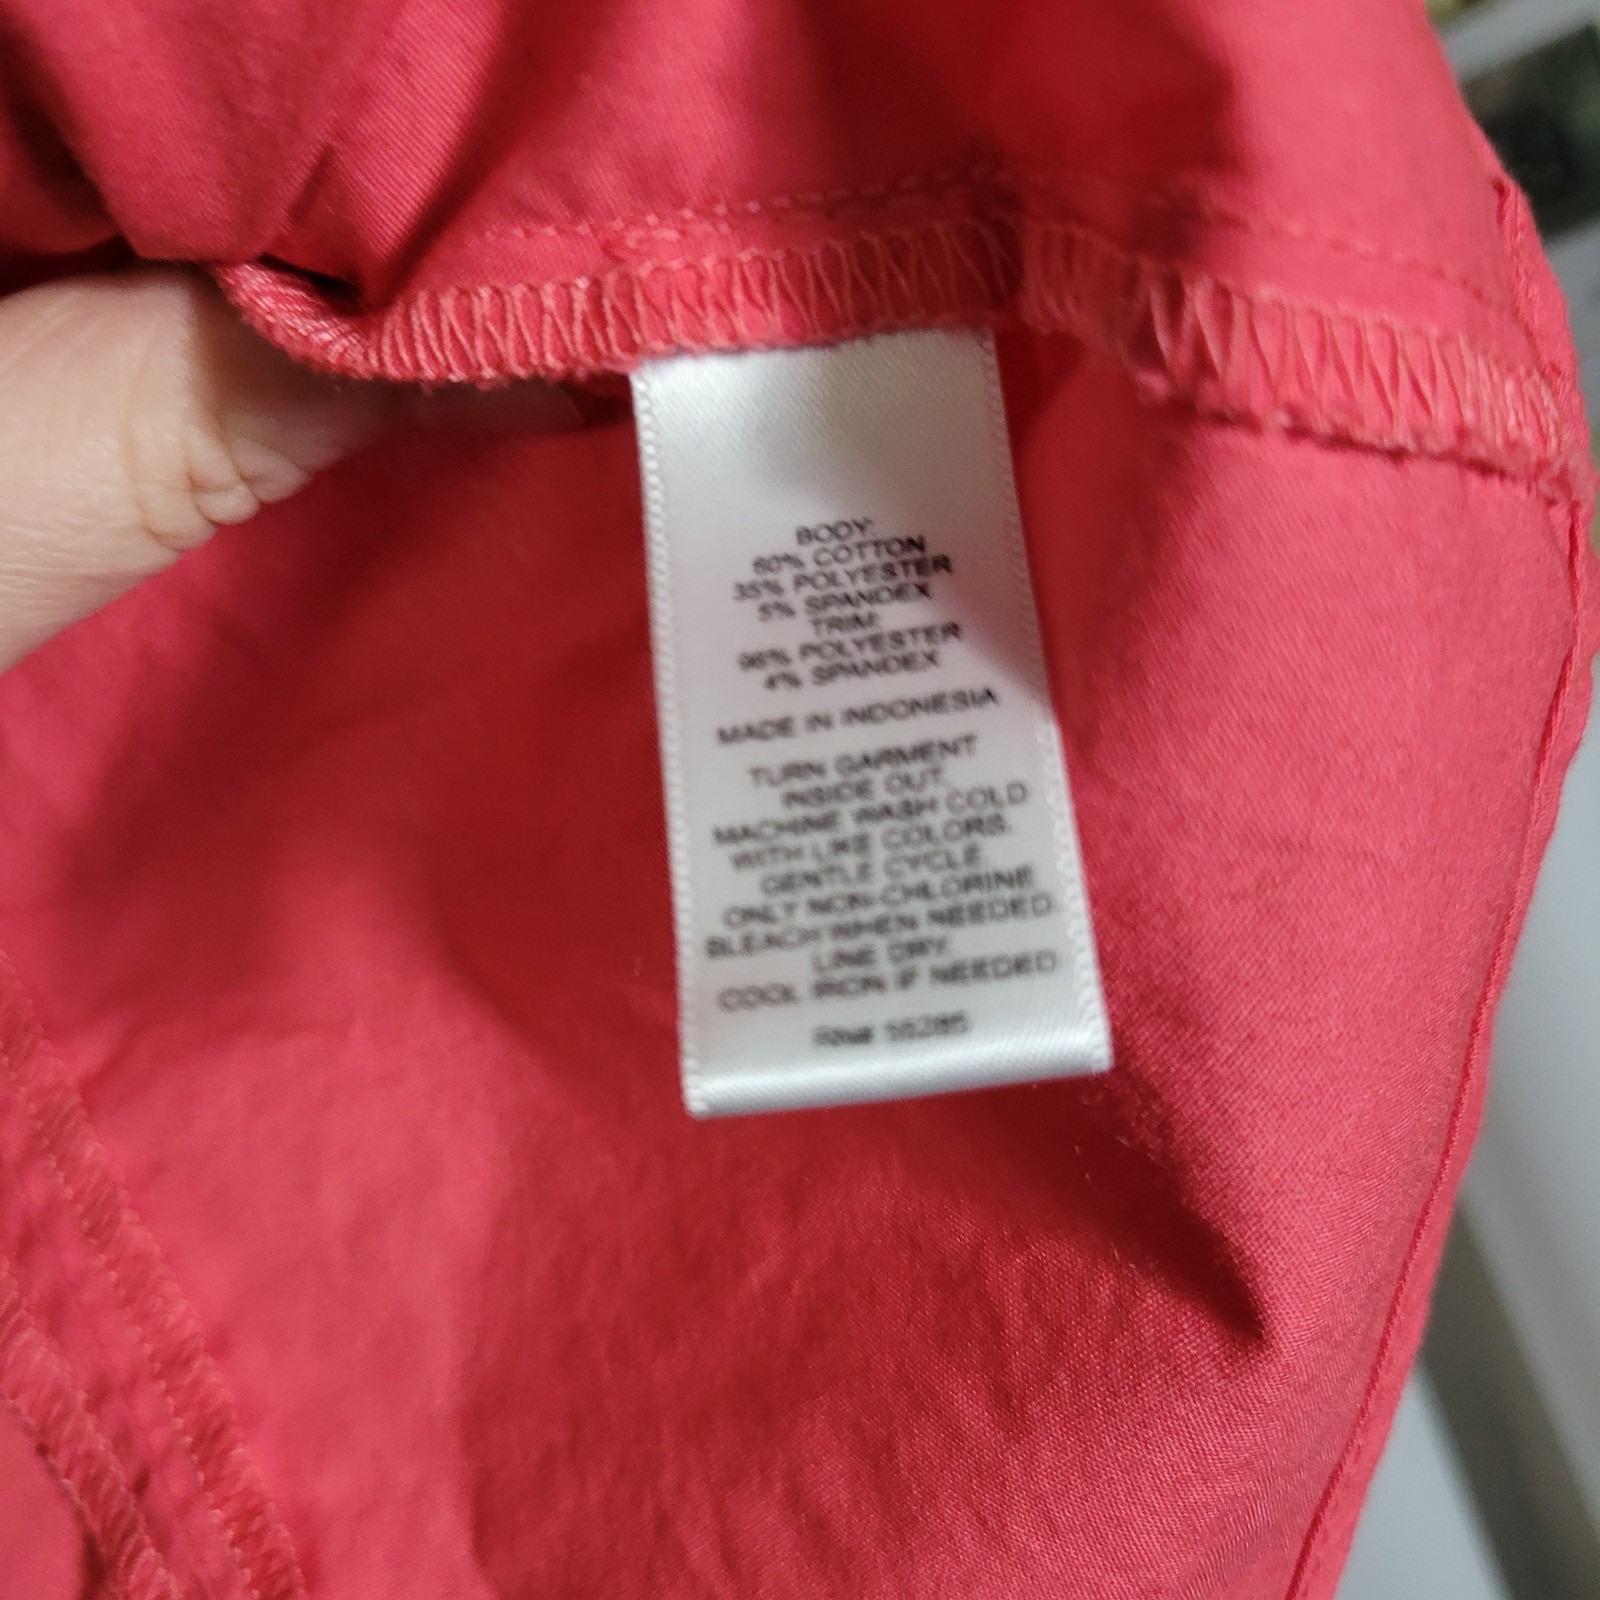 BODY:
60% COTTON
35% POLYESTER
5% SPANDEX
TRIM:
96% POLYESTER
4% SPANDEX
MADE IN INDONESIA
TURN GARMENT
INSIDE OUT.
MACHINE WASH COLD
WITH LIKE COLORS.
GENTLE CYCLE.
ONLY NON-CHLORINE
BLEACH WHEN NEEDED.
LINE DRY.
COOL IRON IF NEEDED